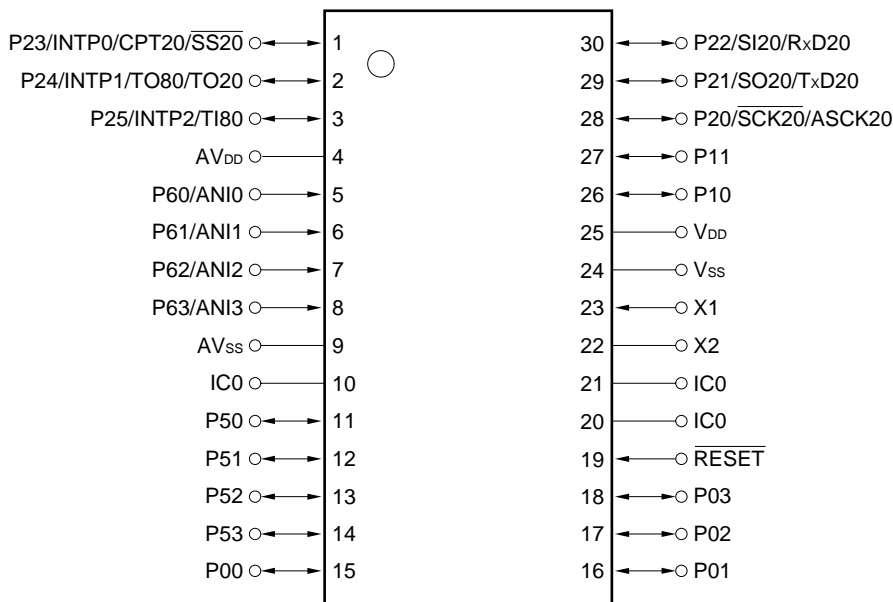 P23/INTP0/CPT20/SS20 1 30 P22/SI20/RxD20
P24/INTP1/TO80/TO20 2 29 P21/SO20/TxD20
P25/INTP2/TI80 3 28 P20/SCK20/ASCK20
AVDD 4 27 P11
P60/ANI0 5 26 P10
P61/ANI1 6 25 VDD
P62/ANI2 7 24 VSS
P63/ANI3 8 23 X1
AVSS 9 22 X2
IC0 10 21 IC0
P50 11 20 IC0
P51 12 19 RESET
P52 13 18 P03
P53 14 17 P02
P00 15 16 P01